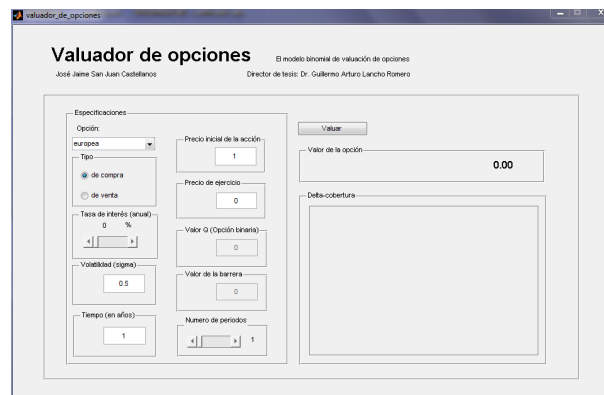 valuador_de_opciones
Valuador de opciones
El modelo binomial de valuación de opciones
José Jaime San Juan Castellanos
Director de tesis: Dr. Guillermo Arturo Lancho Romero
Especificaciones
Opción:
europea
Tipo
de compra
de venta
Tasa de interés (anual)
0 %
Volatilidad (sigma)
0.5
Tiempo (en años)
1
Precio inicial de la acción
1
Precio de ejercicio
0
Valor Q (Opción binaria)
0
Valor de la barrera
0
Numero de periodos
1
Valuar
Valor de la opción
0.00
Delta-cobertura